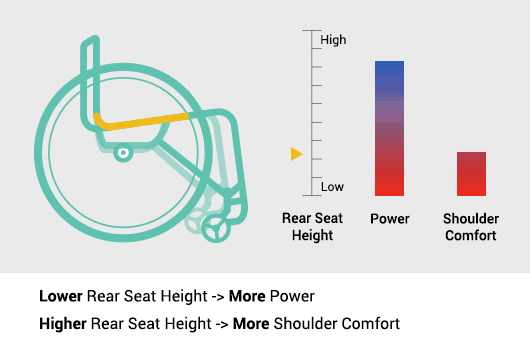 High
Low
Rear Seat
Height
Power
Shoulder
Comfort
Lower Rear Seat Height -> More Power
Higher Rear Seat Height -> More Shoulder Comfort